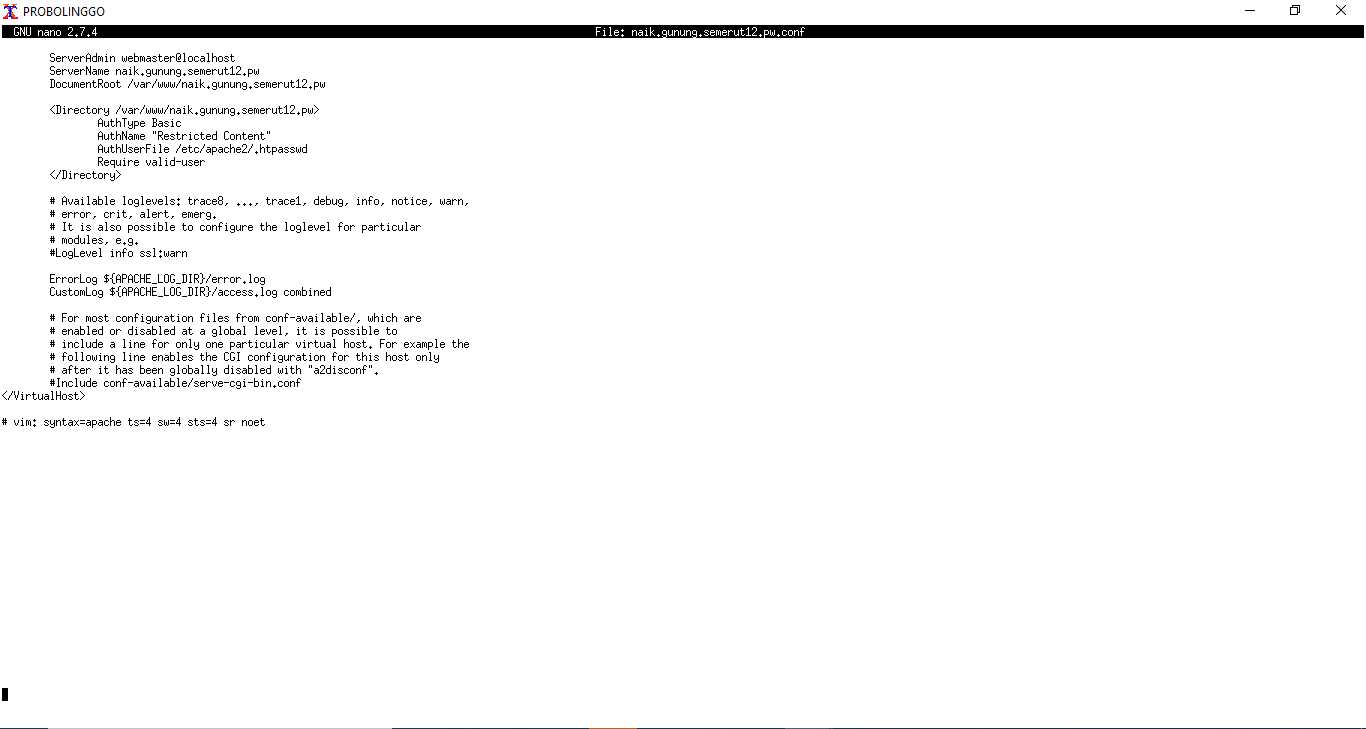 PROBOLINGGO
GNU nano 2.7.4 File: naik.gunung.semerut12.pw.conf
ServerAdmin webmaster@localhost
ServerName naik.gunung.semerut12.pw
DocumentRoot /var/www/naik.gunung.semerut12.pw
<Directory /var/www/naik.gunung.semerut12.pw>
AuthType Basic
AuthName "Restricted Content"
AuthUserFile /etc/apache2/.htpasswd
Require valid-user
</Directory>
# Available loglevels: trace8, ..., trace1, debug, info, notice, warn,
# error, crit, alert, emerg.
# It is also possible to configure the loglevel for particular
# modules, e.g.
#LogLevel info ssl:warn
ErrorLog ${APACHE_LOG_DIR}/error.log
CustomLog ${APACHE_LOG_DIR}/access.log combined
# For most configuration files from conf-available/, which are
# enabled or disabled at a global level, it is possible to
# include a line for only one particular virtual host. For example the
# following line enables the CGI configuration for this host only
# after it has been globally disabled with "a2disconf".
#Include conf-available/serve-cgi-bin.conf
</VirtualHost>
# vim: syntax=apache ts=4 sw=4 sts=4 sr noet